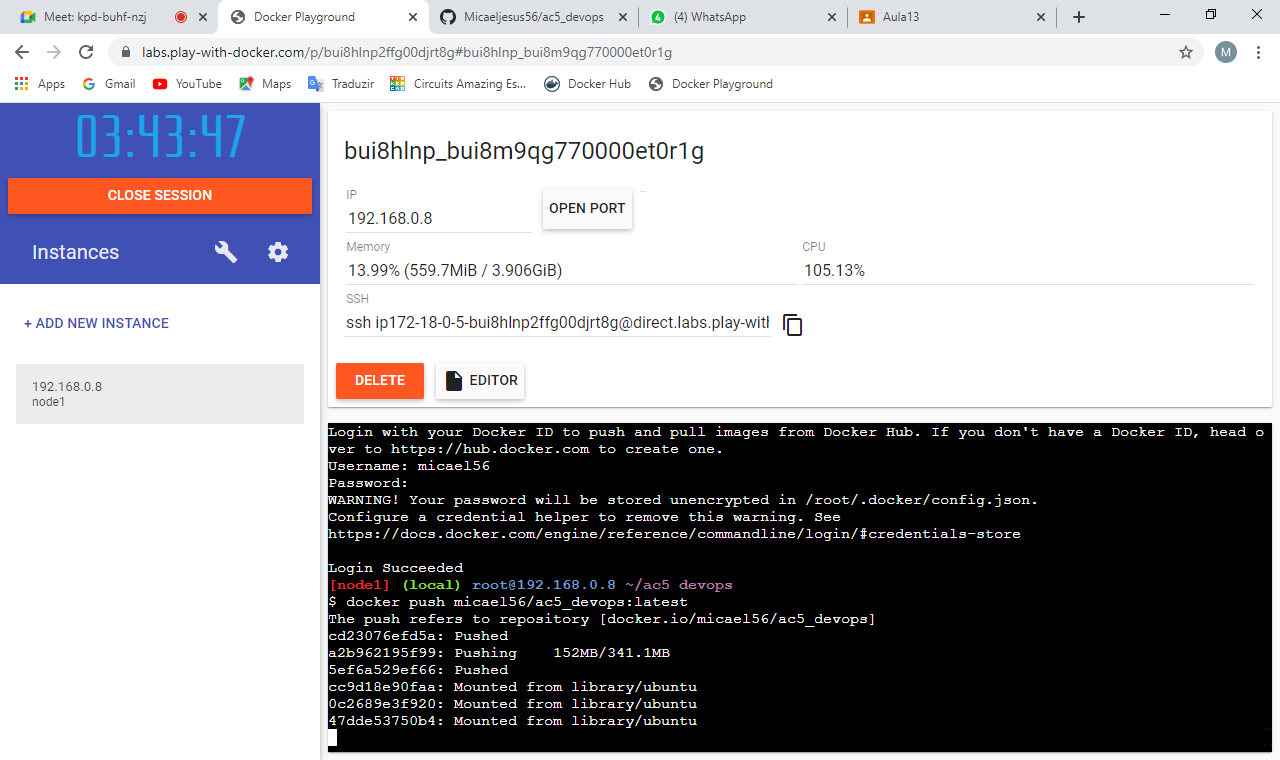 Meet: kpd-buhf-nzj
Docker Playground
Micaeljesus56/ac5_devops
4
(4) WhatsApp
Aula13
labs.play-with-docker.com/p/bui8hlnp2ffg00djrt8g#bui8hlnp_bui8m9qg770000et0r1g
M
Apps
Gmail
YouTube
Maps
Traduzir
Circuits Amazing Es...
Docker Hub
Docker Playground
03:43:47
CLOSE SESSION
Instances
+ ADD NEW INSTANCE
192.168.0.8
node1
bui8hlnp_bui8m9qg770000et0r1g
IP
192.168.0.8
OPEN PORT
Memory
13.99% (559.7MiB / 3.906GiB)
CPU
105.13%
SSH
ssh ip172-18-0-5-bui8hlnp2ffg00djrt8g@direct.labs.play-with
DELETE
EDITOR
Login with your Docker ID to push and pull images from Docker Hub. If you don't have a Docker ID, head o
ver to https://hub.docker.com to create one.
Username: micael56
Password:
WARNING! Your password will be stored unencrypted in /root/.docker/config.json.
Configure a credential helper to remove this warning. See
https://docs.docker.com/engine/reference/commandline/login/#credentials-store
Login Succeeded
[node1] (local) root@192.168.0.8 ~/ac5_devops
$ docker push micael56/ac5_devops:latest
The push refers to repository [docker.io/micael56/ac5_devops]
cd23076efd5a: Pushed
a2b962195f99: Pushing    152MB/341.1MB
5ef6a529ef66: Pushed
cc9d18e90faa: Mounted from library/ubuntu
0c2689e3f920: Mounted from library/ubuntu
47dde53750b4: Mounted from library/ubuntu